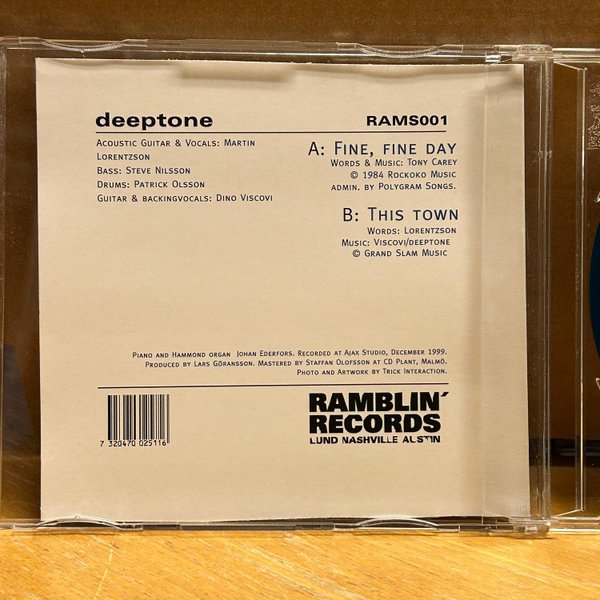 deeptone
RAMS001
Acoustic Guitar & Vocals: Martin
Lorentzson
Bass: Steve Nilsson
Drums: Patrick Olsson
Guitar & backingvocals: Dino Viscovi
A: Fine, fine day
Words & Music: Tony Carey
© 1984 Rockoko Music
admin. by Polygram Songs.
B: This town
Words: Lorentzson
Music: Viscovi/deeptone
© Grand Slam Music
Piano and Hammond organ Johan Ederfors. Recorded at Ajax Studio, December 1999.
Produced by Lars Göransson. Mastered by Staffan Olofsson at CD Plant, Malmö.
Photo and Artwork by Trick Interaction.
RAMBLIN´
RECORDS
LUND NASHVILLE AUSTIN
7 320470 025116